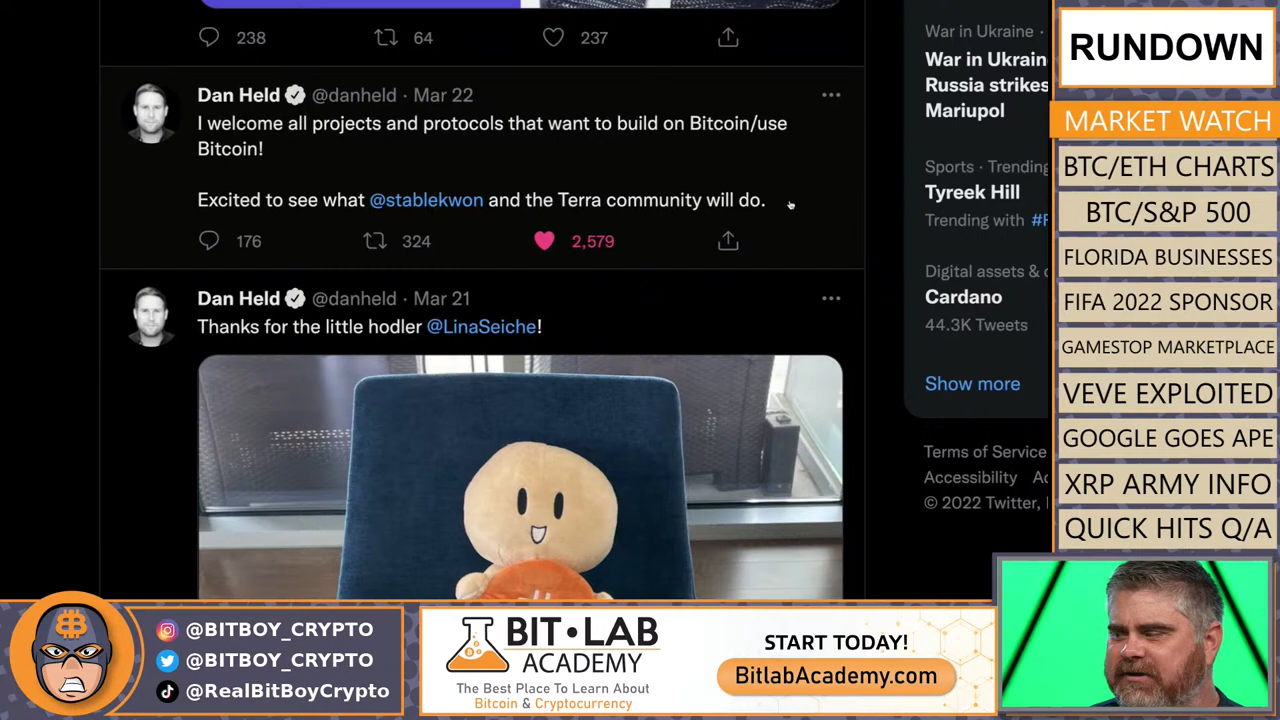 238 64 237
Dan Held @danheld · Mar 22
I welcome all projects and protocols that want to build on Bitcoin/use
Bitcoin!
Excited to see what @stablekwon and the Terra community will do.
176 324 2,579
Dan Held @danheld · Mar 21
Thanks for the little hodler @LinaSeiche!
War in Ukraine ·
War in Ukrain
Russia strikes
Mariupol
Sports · Trending
Tyreek Hill
Trending with
Digital assets &
Cardano
44.3K Tweets
Show more
Terms of Service
Accessibility
© 2022 Twitter,
RUNDOWN
MARKET WATCH
BTC/ETH CHARTS
BTC/S&P 500
FLORIDA BUSINESSES
FIFA 2022 SPONSOR
GAMESTOP MARKETPLACE
VEVE EXPLOITED
GOOGLE GOES APE
XRP ARMY INFO
QUICK HITS Q/A
@BITBOY_CRYPTO
@BITBOY_CRYPTO
@RealBitBoyCrypto
BIT•LAB
ACADEMY
The Best Place To Learn About
Bitcoin & Cryptocurrency
START TODAY!
BitlabAcademy.com